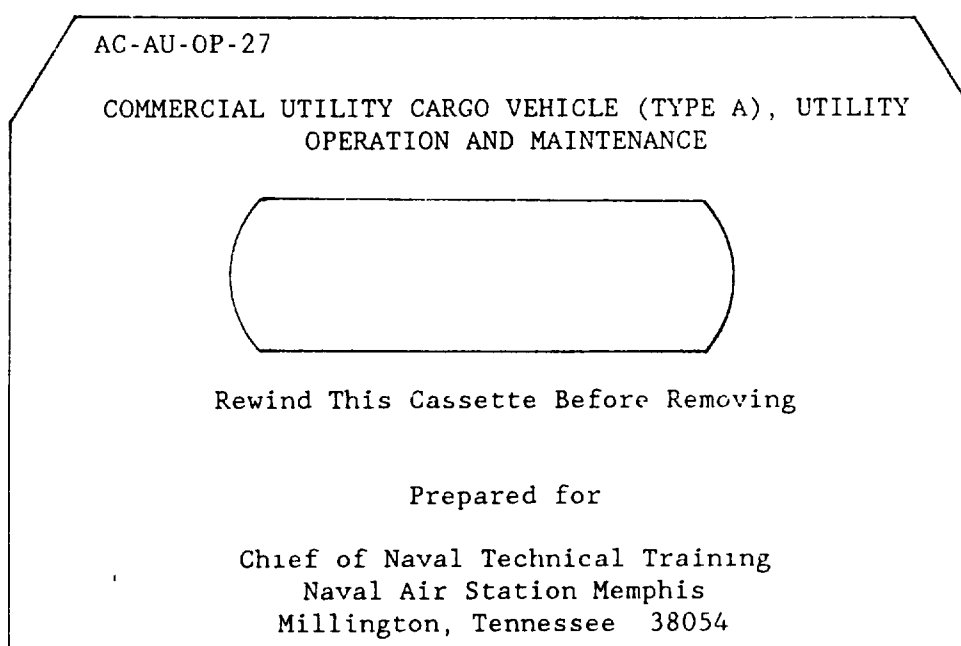 AC-AU-OP-27
COMMERCIAL UTILITY CARGO VEHICLE (TYPE A), UTILITY
OPERATION AND MAINTENANCE
Rewind This Cassette Before Removing
Prepared for
Chief of Naval Technical Training
Naval Air Station Memphis
Millington, Tennessee 38054